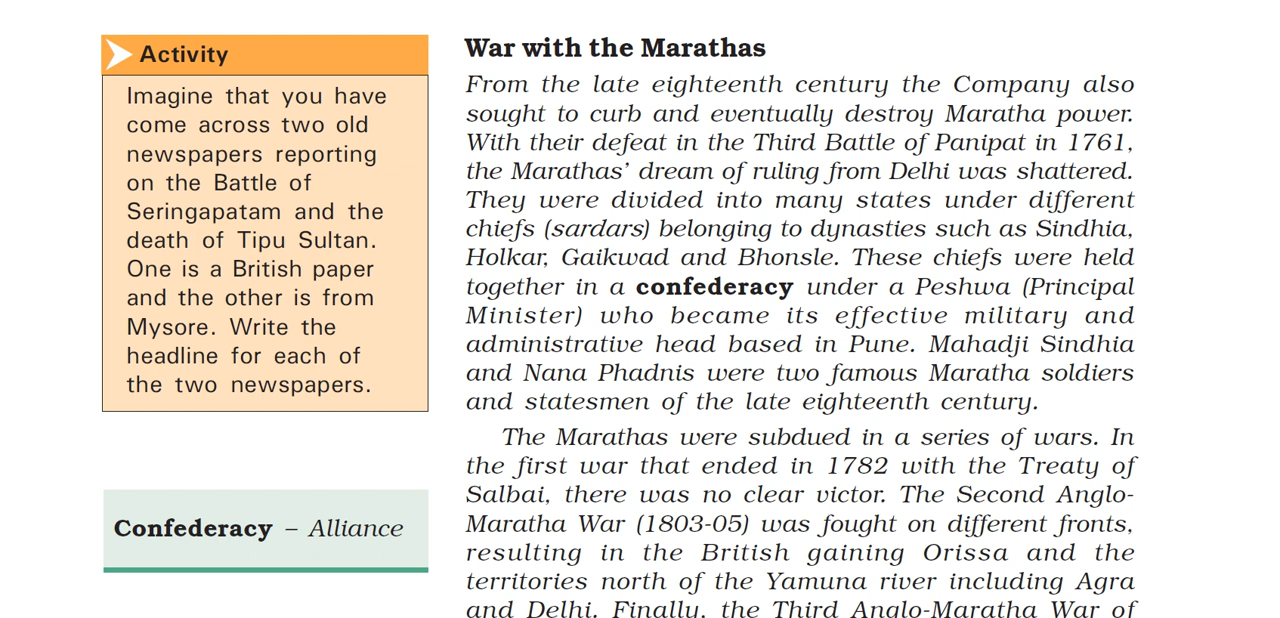 Activity
Imagine that you have
come across two old
newspapers reporting
on the Battle of
Seringapatam and the
death of Tipu Sultan.
One is a British paper
and the other is from
Mysore. Write the
headline for each of
the two newspapers.
Confederacy – Alliance
War with the Marathas
From the late eighteenth century the Company also
sought to curb and eventually destroy Maratha power.
With their defeat in the Third Battle of Panipat in 1761,
the Marathas’ dream of ruling from Delhi was shattered.
They were divided into many states under different
chiefs (sardars) belonging to dynasties such as Sindhia,
Holkar, Gaikwad and Bhonsle. These chiefs were held
together in a confederacy under a Peshwa (Principal
Minister) who became its effective military and
administrative head based in Pune. Mahadji Sindhia
and Nana Phadnis were two famous Maratha soldiers
and statesmen of the late eighteenth century.
The Marathas were subdued in a series of wars. In
the first war that ended in 1782 with the Treaty of
Salbai, there was no clear victor. The Second Anglo-
Maratha War (1803-05) was fought on different fronts,
resulting in the British gaining Orissa and the
territories north of the Yamuna river including Agra
and Delhi. Finally, the Third Anglo-Maratha War of